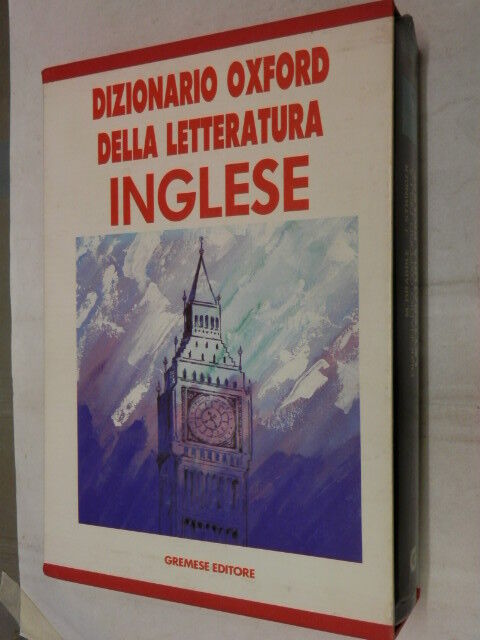 DIZIONARIO OXFORD
DELLA LETTERATURA
INGLESE
GREMESE EDITORE